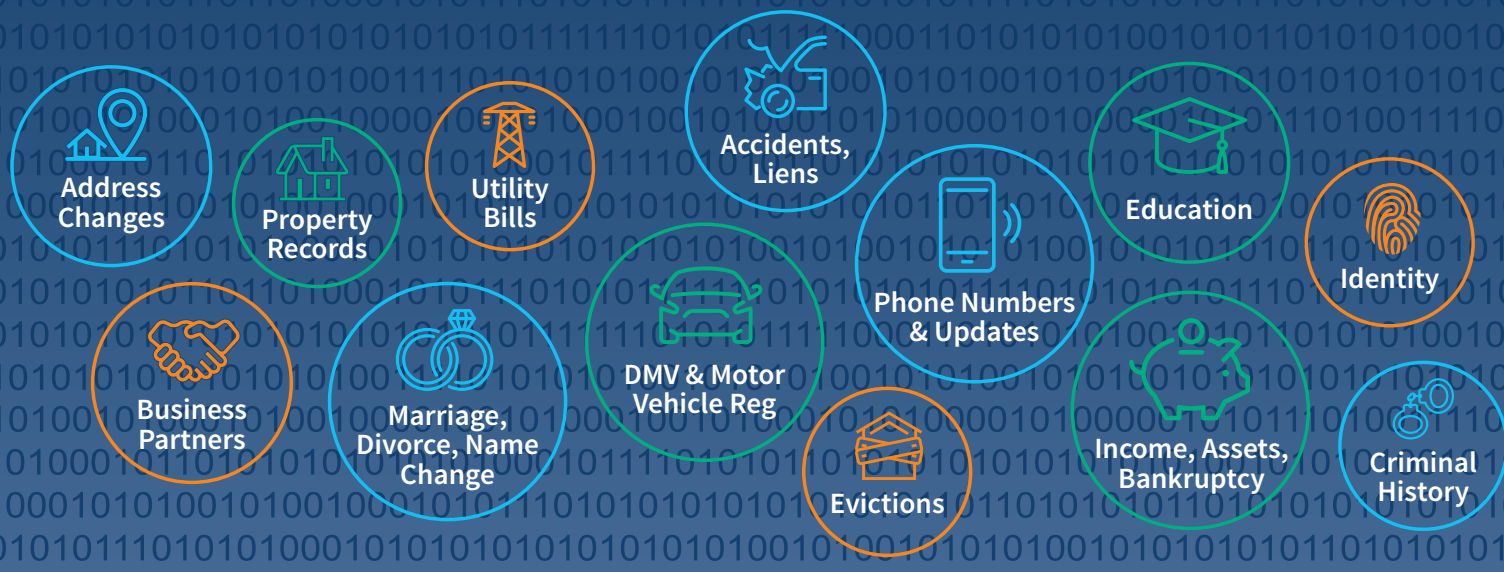 Address
Changes
Property
Records
Utility
Bills
Accidents,
Liens
Education
Identity
Phone Numbers
& Updates
Business
Partners
Marriage,
Divorce, Name
Change
DMV & Motor
Vehicle Reg
Evictions
Income, Assets,
Bankruptcy
Criminal
History